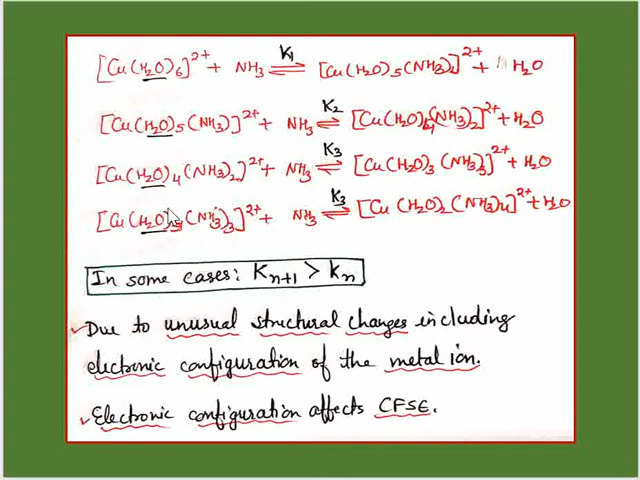 [Cu(H2O)6]2+ + NH3 ⇌ K1 [Cu(H2O)5(NH3)]2+ + H2O
[Cu(H2O)5(NH3)]2+ + NH3 ⇌ K2 [Cu(H2O)4(NH3)2]2+ + H2O
[Cu(H2O)4(NH3)2]2+ + NH3 ⇌ K3 [Cu(H2O)3(NH3)3]2+ + H2O
[Cu(H2O)3(NH3)3]2+ + NH3 ⇌ K3 [Cu(H2O)2(NH3)4]2+ + H2O
In some cases: Kn+1 > kn
Due to unusual structural changes including
electronic configuration of the metal ion.
Electronic configuration affects CFSE.